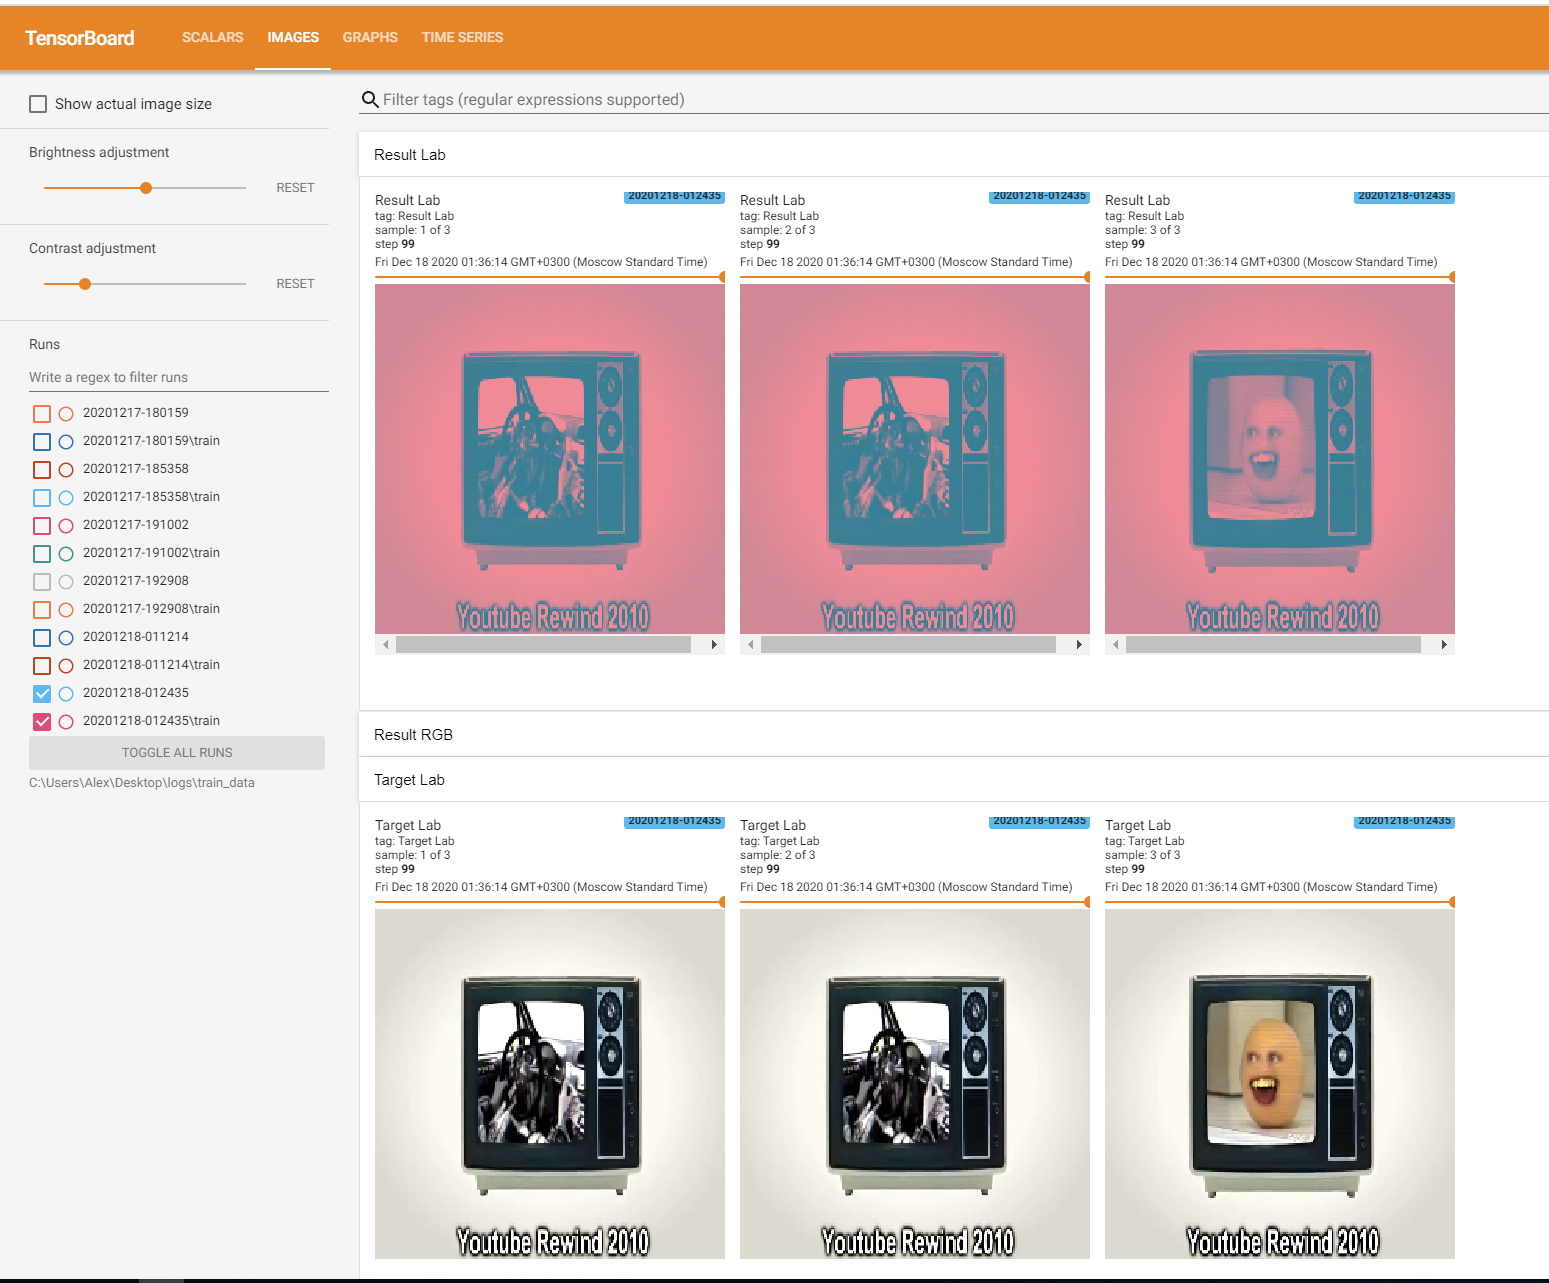 TensorBoard
SCALARS IMAGES GRAPHS TIME SERIES
Show actual image size
Brightness adjustment
RESET
Contrast adjustment
RESET
Runs
Write a regex to filter runs
20201217-180159
20201217-180159\train
20201217-185358
20201217-185358\train
20201217-191002
20201217-191002\train
20201217-192908
20201217-192908\train
20201218-011214
20201218-011214\train
20201218-012435
20201218-012435\train
TOGGLE ALL RUNS
C:\Users\Alex\Desktop\logs\train_data
Filter tags (regular expressions supported)
Result Lab
Result Lab 20201218-012435
tag: Result Lab
sample: 1 of 3
step 99
Fri Dec 18 2020 01:36:14 GMT+0300 (Moscow Standard Time)
Youtube Rewind 2010
Result Lab 20201218-012435
tag: Result Lab
sample: 2 of 3
step 99
Fri Dec 18 2020 01:36:14 GMT+0300 (Moscow Standard Time)
Youtube Rewind 2010
Result Lab 20201218-012435
tag: Result Lab
sample: 3 of 3
step 99
Fri Dec 18 2020 01:36:14 GMT+0300 (Moscow Standard Time)
Youtube Rewind 2010
Result RGB
Target Lab
Target Lab 20201218-012435
tag: Target Lab
sample: 1 of 3
step 99
Fri Dec 18 2020 01:36:14 GMT+0300 (Moscow Standard Time)
Youtube Rewind 2010
Target Lab 20201218-012435
tag: Target Lab
sample: 2 of 3
step 99
Fri Dec 18 2020 01:36:14 GMT+0300 (Moscow Standard Time)
Youtube Rewind 2010
Target Lab 20201218-012435
tag: Target Lab
sample: 3 of 3
step 99
Fri Dec 18 2020 01:36:14 GMT+0300 (Moscow Standard Time)
Youtube Rewind 2010